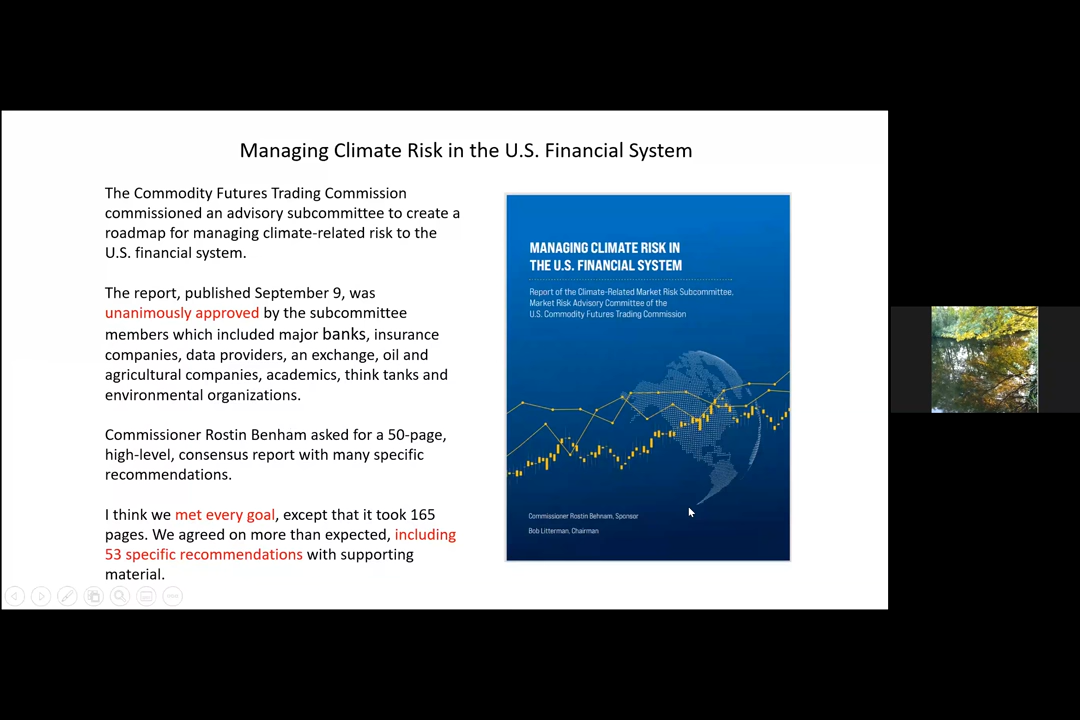 Managing Climate Risk in the U.S. Financial System
The Commodity Futures Trading Commission
commissioned an advisory subcommittee to create a
roadmap for managing climate-related risk to the
U.S. financial system.
The report, published September 9, was
unanimously approved by the subcommittee
members which included major banks, insurance
companies, data providers, an exchange, oil and
agricultural companies, academics, think tanks and
environmental organizations.
Commissioner Rostin Benham asked for a 50-page,
high-level, consensus report with many specific
recommendations.
I think we met every goal, except that it took 165
pages. We agreed on more than expected, including
53 specific recommendations with supporting
material.
MANAGING CLIMATE RISK IN
THE U.S. FINANCIAL SYSTEM
Report of the Climate-Related Market Risk Subcommittee,
Market Risk Advisory Committee of the
U.S. Commodity Futures Trading Commission
Commissioner Rostin Behnam, Sponsor
Bob Litterman, Chairman